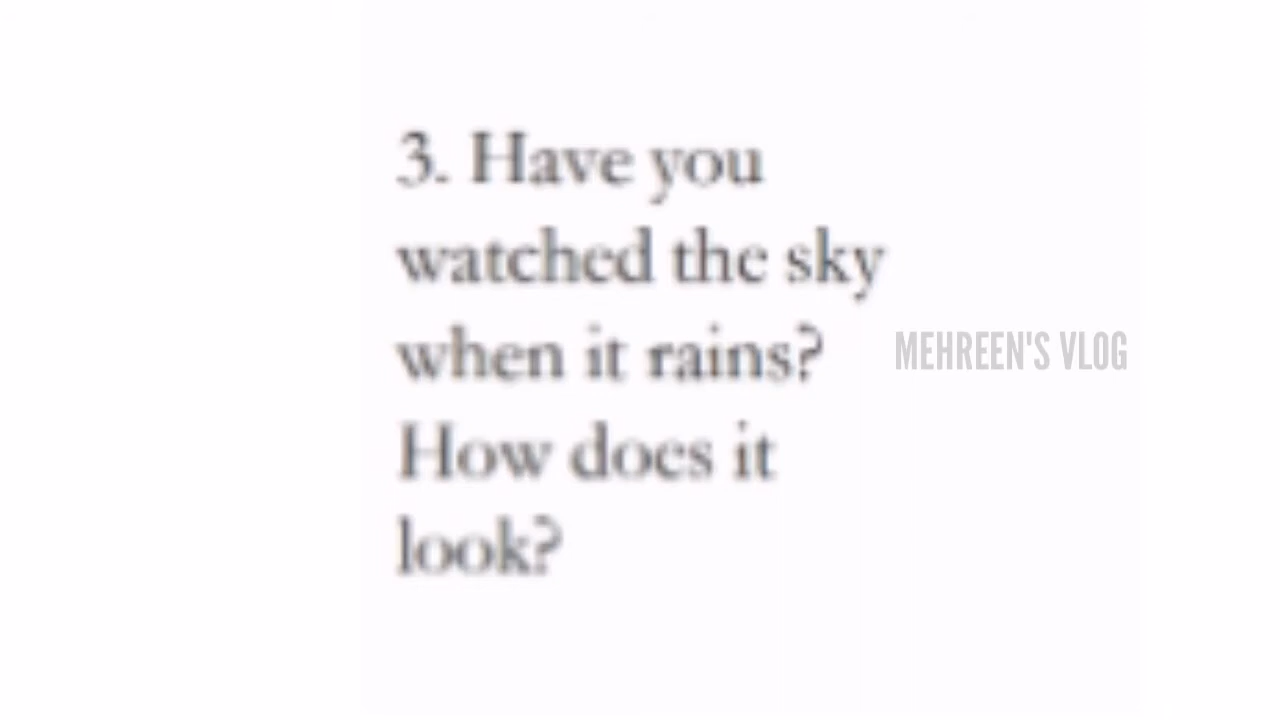 3. Have you
watched the sky
when it rains?
MEHREEN'S VLOG
How does it
look?